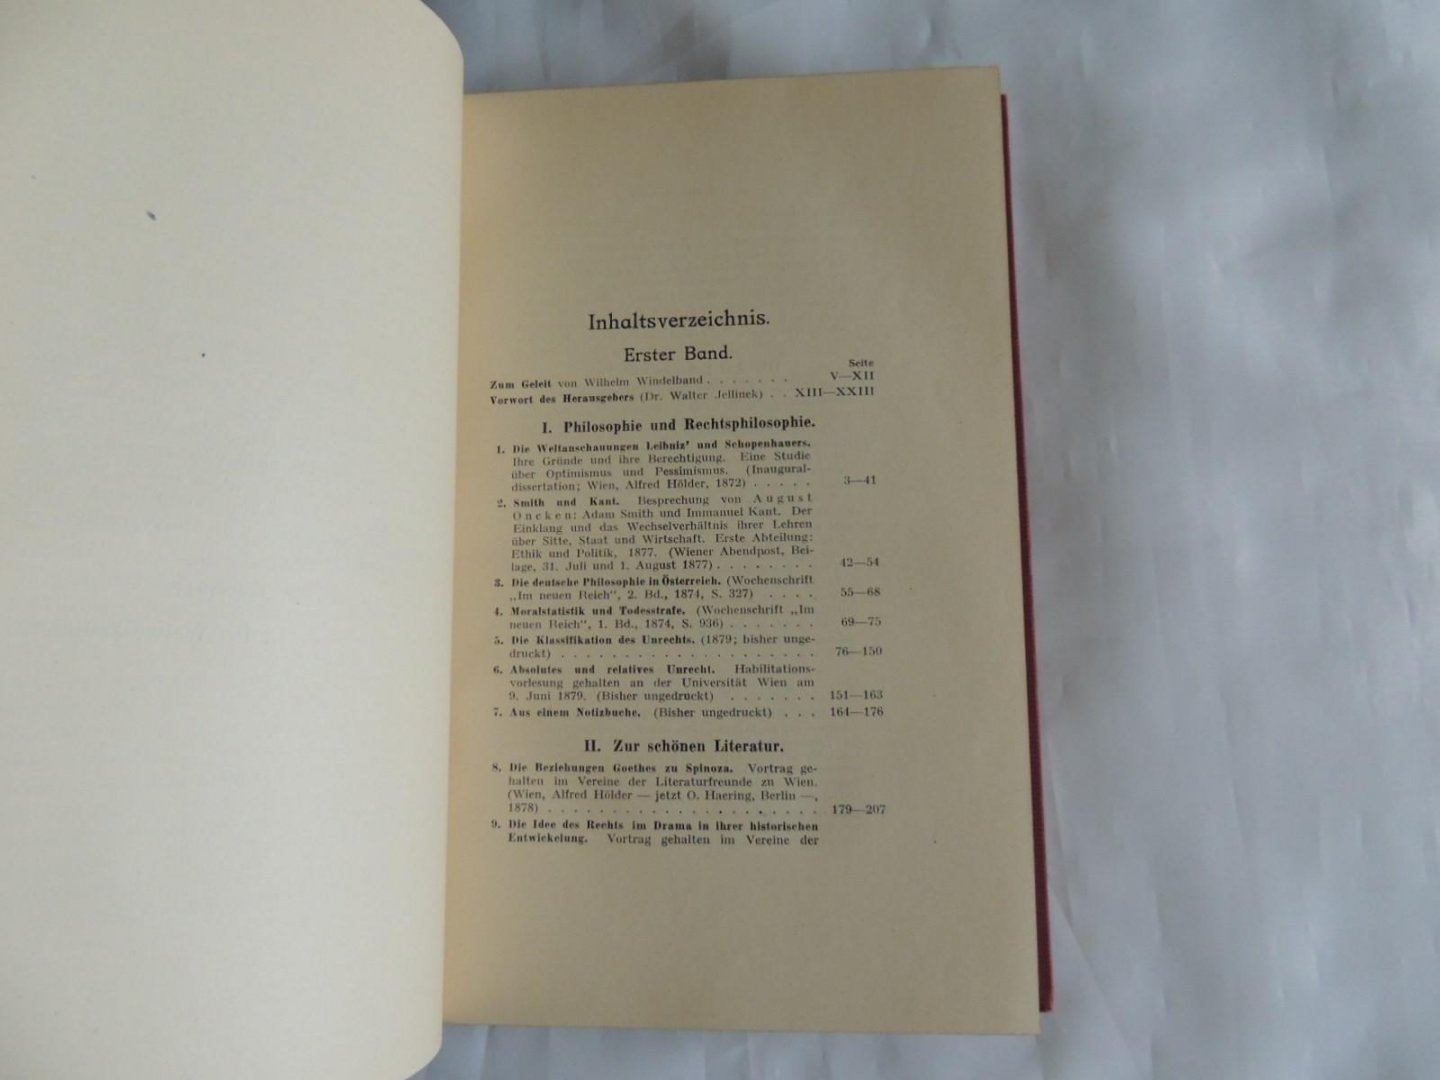 Inhaltsverzeichnis.
Erster Band.
Seite
Zum Geleit von Wilhelm Windelband . . . . . . . V—XII
Vorwort des Herausgebers (Dr. Walter Jellinek) . . XIII—XXIII
I. Philosophie und Rechtsphilosophie.
1. Die Weltanschauungen Leibniz' und Schopenhauers.
Ihre Gründe und ihre Berechtigung. Eine Studie
über Optimismus und Pessimismus. (Inaugural-
dissertation; Wien, Alfred Hölder, 1872) . . . . . 3—41
2. Smith und Kant. Besprechung von August
Oncken: Adam Smith und Immanuel Kant. Der
Einklang und das Wechselverhältnis ihrer Lehren
über Sitte, Staat und Wirtschaft. Erste Abteilung:
Ethik und Politik, 1877. (Wiener Abendpost, Bei-
lage, 31. Juli und 1. August 1877) . . . . . . . . 42—54
3. Die deutsche Philosophie in Österreich. (Wochenschrift
„Im neuen Reich“, 2. Bd., 1874, S. 327) . . . . 55—68
4. Moralstatistik und Todesstrafe. (Wochenschrift „Im
neuen Reich“, 1. Bd., 1874, S. 936) . . . . . . . 69—75
5. Die Klassifikation des Unrechts. (1879; bisher unge-
druckt) . . . . . . . . . . . . . . . . . . . . 76—150
6. Absolutes und relatives Unrecht. Habilitations-
vorlesung gehalten an der Universität Wien am
9. Juni 1879. (Bisher ungedruckt) . . . . . . . 151—163
7. Aus einem Notizbuche. (Bisher ungedruckt) . . . 164—176
II. Zur schönen Literatur.
8. Die Beziehungen Goethes zu Spinoza. Vortrag ge-
halten im Vereine der Literaturfreunde zu Wien.
(Wien, Alfred Hölder — jetzt O. Haering, Berlin —,
1878) . . . . . . . . . . . . . . . . . . . . . 179—207
9. Die Idee des Rechts im Drama in ihrer historischen
Entwickelung. Vortrag gehalten im Vereine der